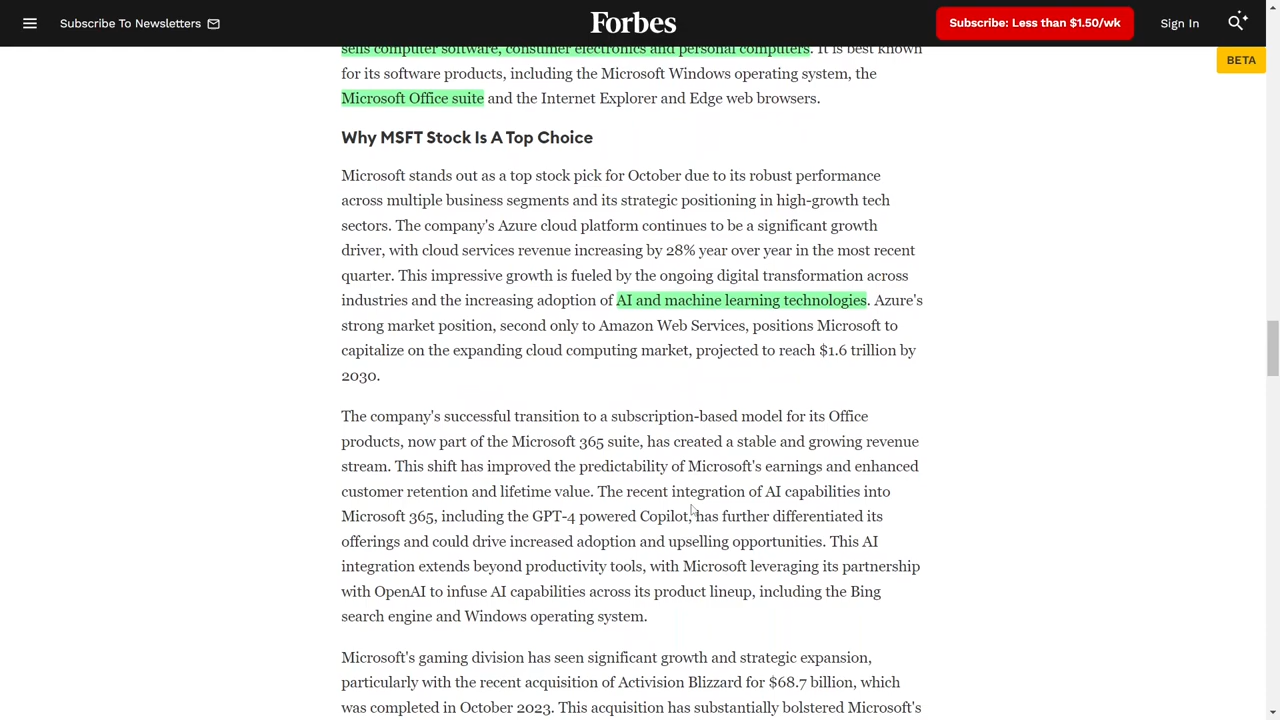 Subscribe To Newsletters
Forbes
Subscribe: Less than $1.50/wk
Sign In
BETA
sells computer software, consumer electronics and personal computers. It is best known
for its software products, including the Microsoft Windows operating system, the
Microsoft Office suite and the Internet Explorer and Edge web browsers.
Why MSFT Stock Is A Top Choice
Microsoft stands out as a top stock pick for October due to its robust performance
across multiple business segments and its strategic positioning in high-growth tech
sectors. The company's Azure cloud platform continues to be a significant growth
driver, with cloud services revenue increasing by 28% year over year in the most recent
quarter. This impressive growth is fueled by the ongoing digital transformation across
industries and the increasing adoption of AI and machine learning technologies. Azure's
strong market position, second only to Amazon Web Services, positions Microsoft to
capitalize on the expanding cloud computing market, projected to reach $1.6 trillion by
2030.
The company's successful transition to a subscription-based model for its Office
products, now part of the Microsoft 365 suite, has created a stable and growing revenue
stream. This shift has improved the predictability of Microsoft's earnings and enhanced
customer retention and lifetime value. The recent integration of AI capabilities into
Microsoft 365, including the GPT-4 powered Copilot, has further differentiated its
offerings and could drive increased adoption and upselling opportunities. This AI
integration extends beyond productivity tools, with Microsoft leveraging its partnership
with OpenAI to infuse AI capabilities across its product lineup, including the Bing
search engine and Windows operating system.
Microsoft's gaming division has seen significant growth and strategic expansion,
particularly with the recent acquisition of Activision Blizzard for $68.7 billion, which
was completed in October 2023. This acquisition has substantially bolstered Microsoft's